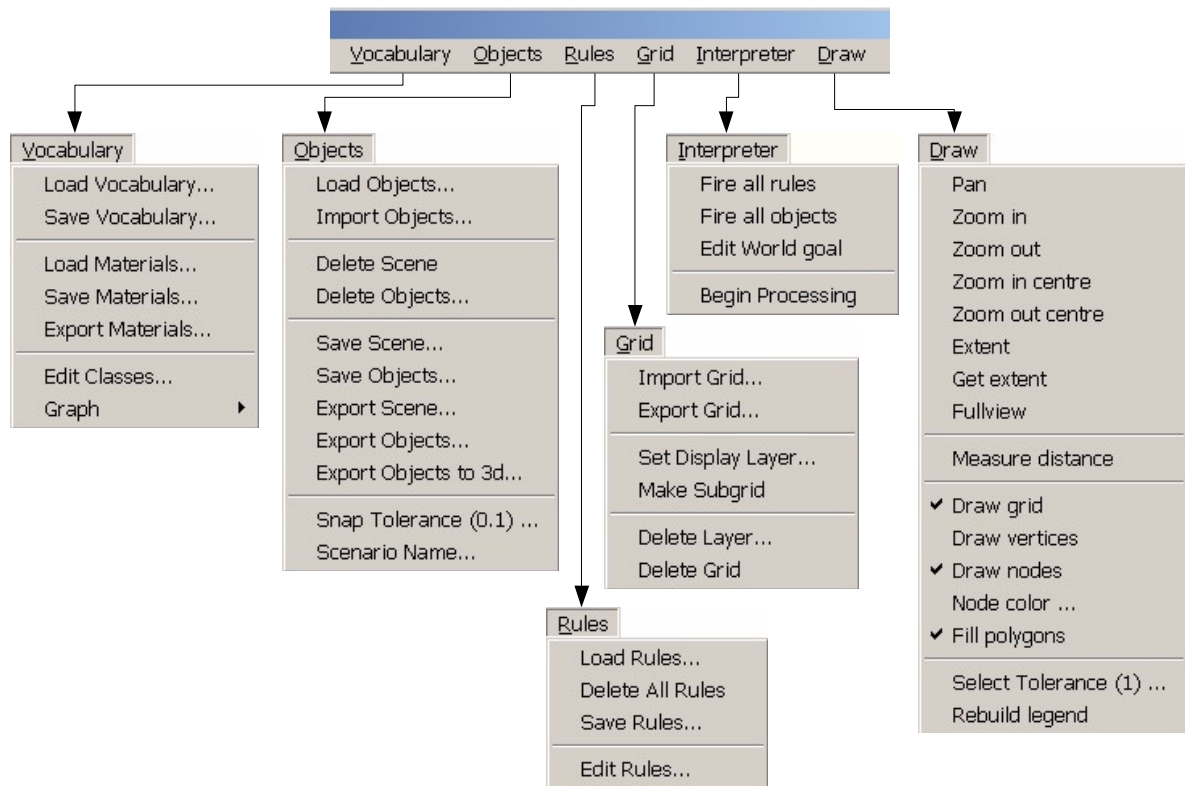 Vocabulary Objects Rules Grid Interpreter Draw
Vocabulary
Load Vocabulary...
Save Vocabulary...
Load Materials...
Save Materials...
Export Materials...
Edit Classes...
Graph
Objects
Load Objects...
Import Objects...
Delete Scene
Delete Objects...
Save Scene...
Save Objects...
Export Scene...
Export Objects...
Export Objects to 3d...
Snap Tolerance (0.1) ...
Scenario Name...
Rules
Load Rules...
Delete All Rules
Save Rules...
Edit Rules...
Grid
Import Grid...
Export Grid...
Set Display Layer...
Make Subgrid
Delete Layer...
Delete Grid
Interpreter
Fire all rules
Fire all objects
Edit World goal
Begin Processing
Draw
Pan
Zoom in
Zoom out
Zoom in centre
Zoom out centre
Extent
Get extent
Fullview
Measure distance
Draw grid
Draw vertices
Draw nodes
Node color ...
Fill polygons
Select Tolerance (1) ...
Rebuild legend